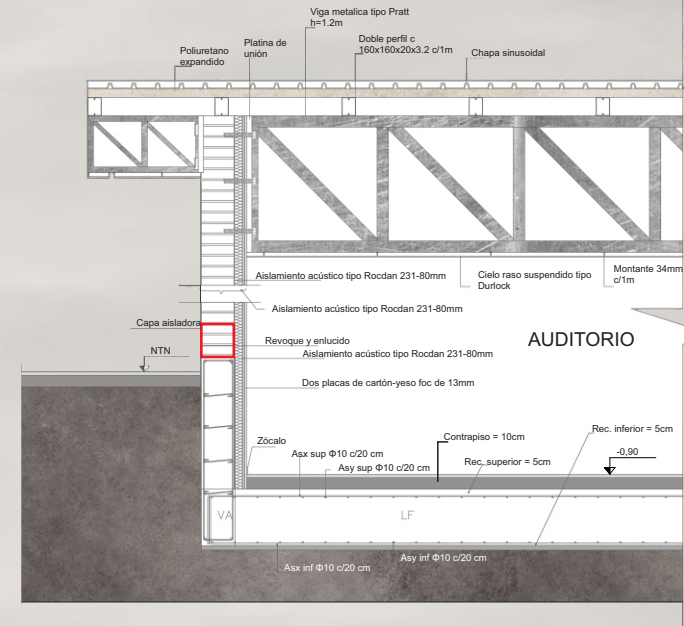 Viga metalica tipo Pratt
h=1.2m
Poliuretano
expandido
Platina de
unión
Doble perfil c
160x160x20x3.2 c/1m
Chapa sinusoidal
Aislamiento acústico tipo Rocdan 231-80mm
Cielo raso suspendido tipo
Durlock
Montante 34mm
c/1m
Aislamiento acústico tipo Rocdan 231-80mm
Capa aisladora
Revoque y enlucido
AUDITORIO
NTN
Aislamiento acústico tipo Rocdan 231-80mm
Dos placas de cartón-yeso foc de 13mm
Zócalo
Contrapiso = 10cm
Rec. inferior = 5cm
Asx sup Φ10 c/20 cm
Asy sup Φ10 c/20 cm
Rec. superior = 5cm
-0,90
VA
LF
Asy inf Φ10 c/20 cm
Asx inf Φ10 c/20 cm